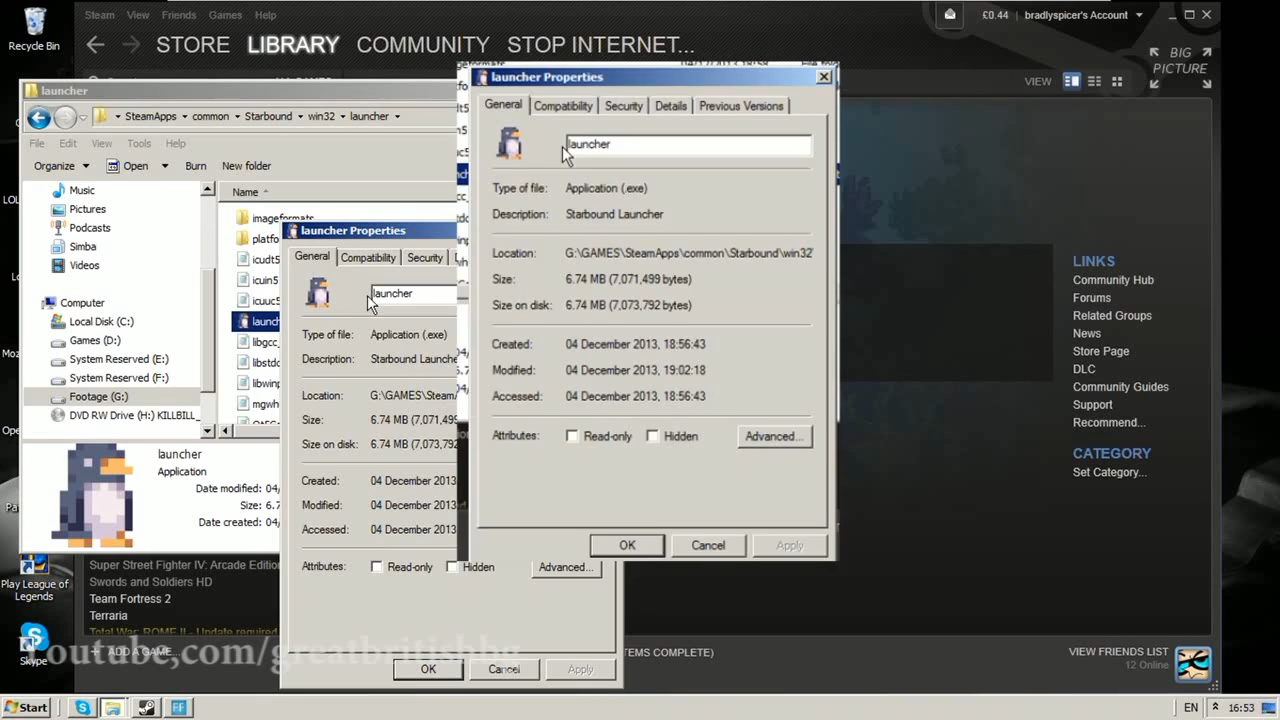 Recycle Bin
Steam View Friends Games Help
£0.44 bradlyspicer's Account
STORE LIBRARY COMMUNITY STOP INTERNET...
BIG PICTURE
VIEW
launcher
SteamApps common Starbound win32 launcher
File Edit View Tools Help
Organize Open Burn New folder
Music
Pictures
Podcasts
Simba
Videos
Computer
Local Disk (C:)
Games (D:)
System Reserved (E:)
System Reserved (F:)
Footage (G:)
DVD RW Drive (H:) KILLBILL_
Name
imageformats
platfo
icudt5
icuin5
icuuc5
launch
libgcc_
libstdc
libwinp
mgwh
launcher
Application
Date modified: 04/
Size: 6.7
Date created: 04/
launcher Properties
General Compatibility Security
launcher
Type of file: Application (.exe)
Description: Starbound Launche
Location: G:\GAMES\SteamA
Size: 6.74 MB (7,071,499
Size on disk: 6.74 MB (7,073,792
Created: 04 December 2013
Modified: 04 December 2013
Accessed: 04 December 2013
Attributes: Read-only Hidden Advanced...
OK Cancel Apply
launcher Properties
General Compatibility Security Details Previous Versions
launcher
Type of file: Application (.exe)
Description: Starbound Launcher
Location: G:\GAMES\SteamApps\common\Starbound\win32
Size: 6.74 MB (7,071,499 bytes)
Size on disk: 6.74 MB (7,073,792 bytes)
Created: 04 December 2013, 18:56:43
Modified: 04 December 2013, 19:02:18
Accessed: 04 December 2013, 18:56:43
Attributes: Read-only Hidden Advanced...
OK Cancel Apply
LINKS
Community Hub
Forums
Related Groups
News
Store Page
DLC
Community Guides
Support
Recommend...
CATEGORY
Set Category...
Play League of Legends
Skype
Super Street Fighter IV: Arcade Edition
Swords and Soldiers HD
Team Fortress 2
Terraria
Total War: ROME II - Update required
ADD A GAME...
TEMS COMPLETE)
VIEW FRIENDS LIST
12 Online
Youtube,com/greatbritishbg
Start
EN 16:53